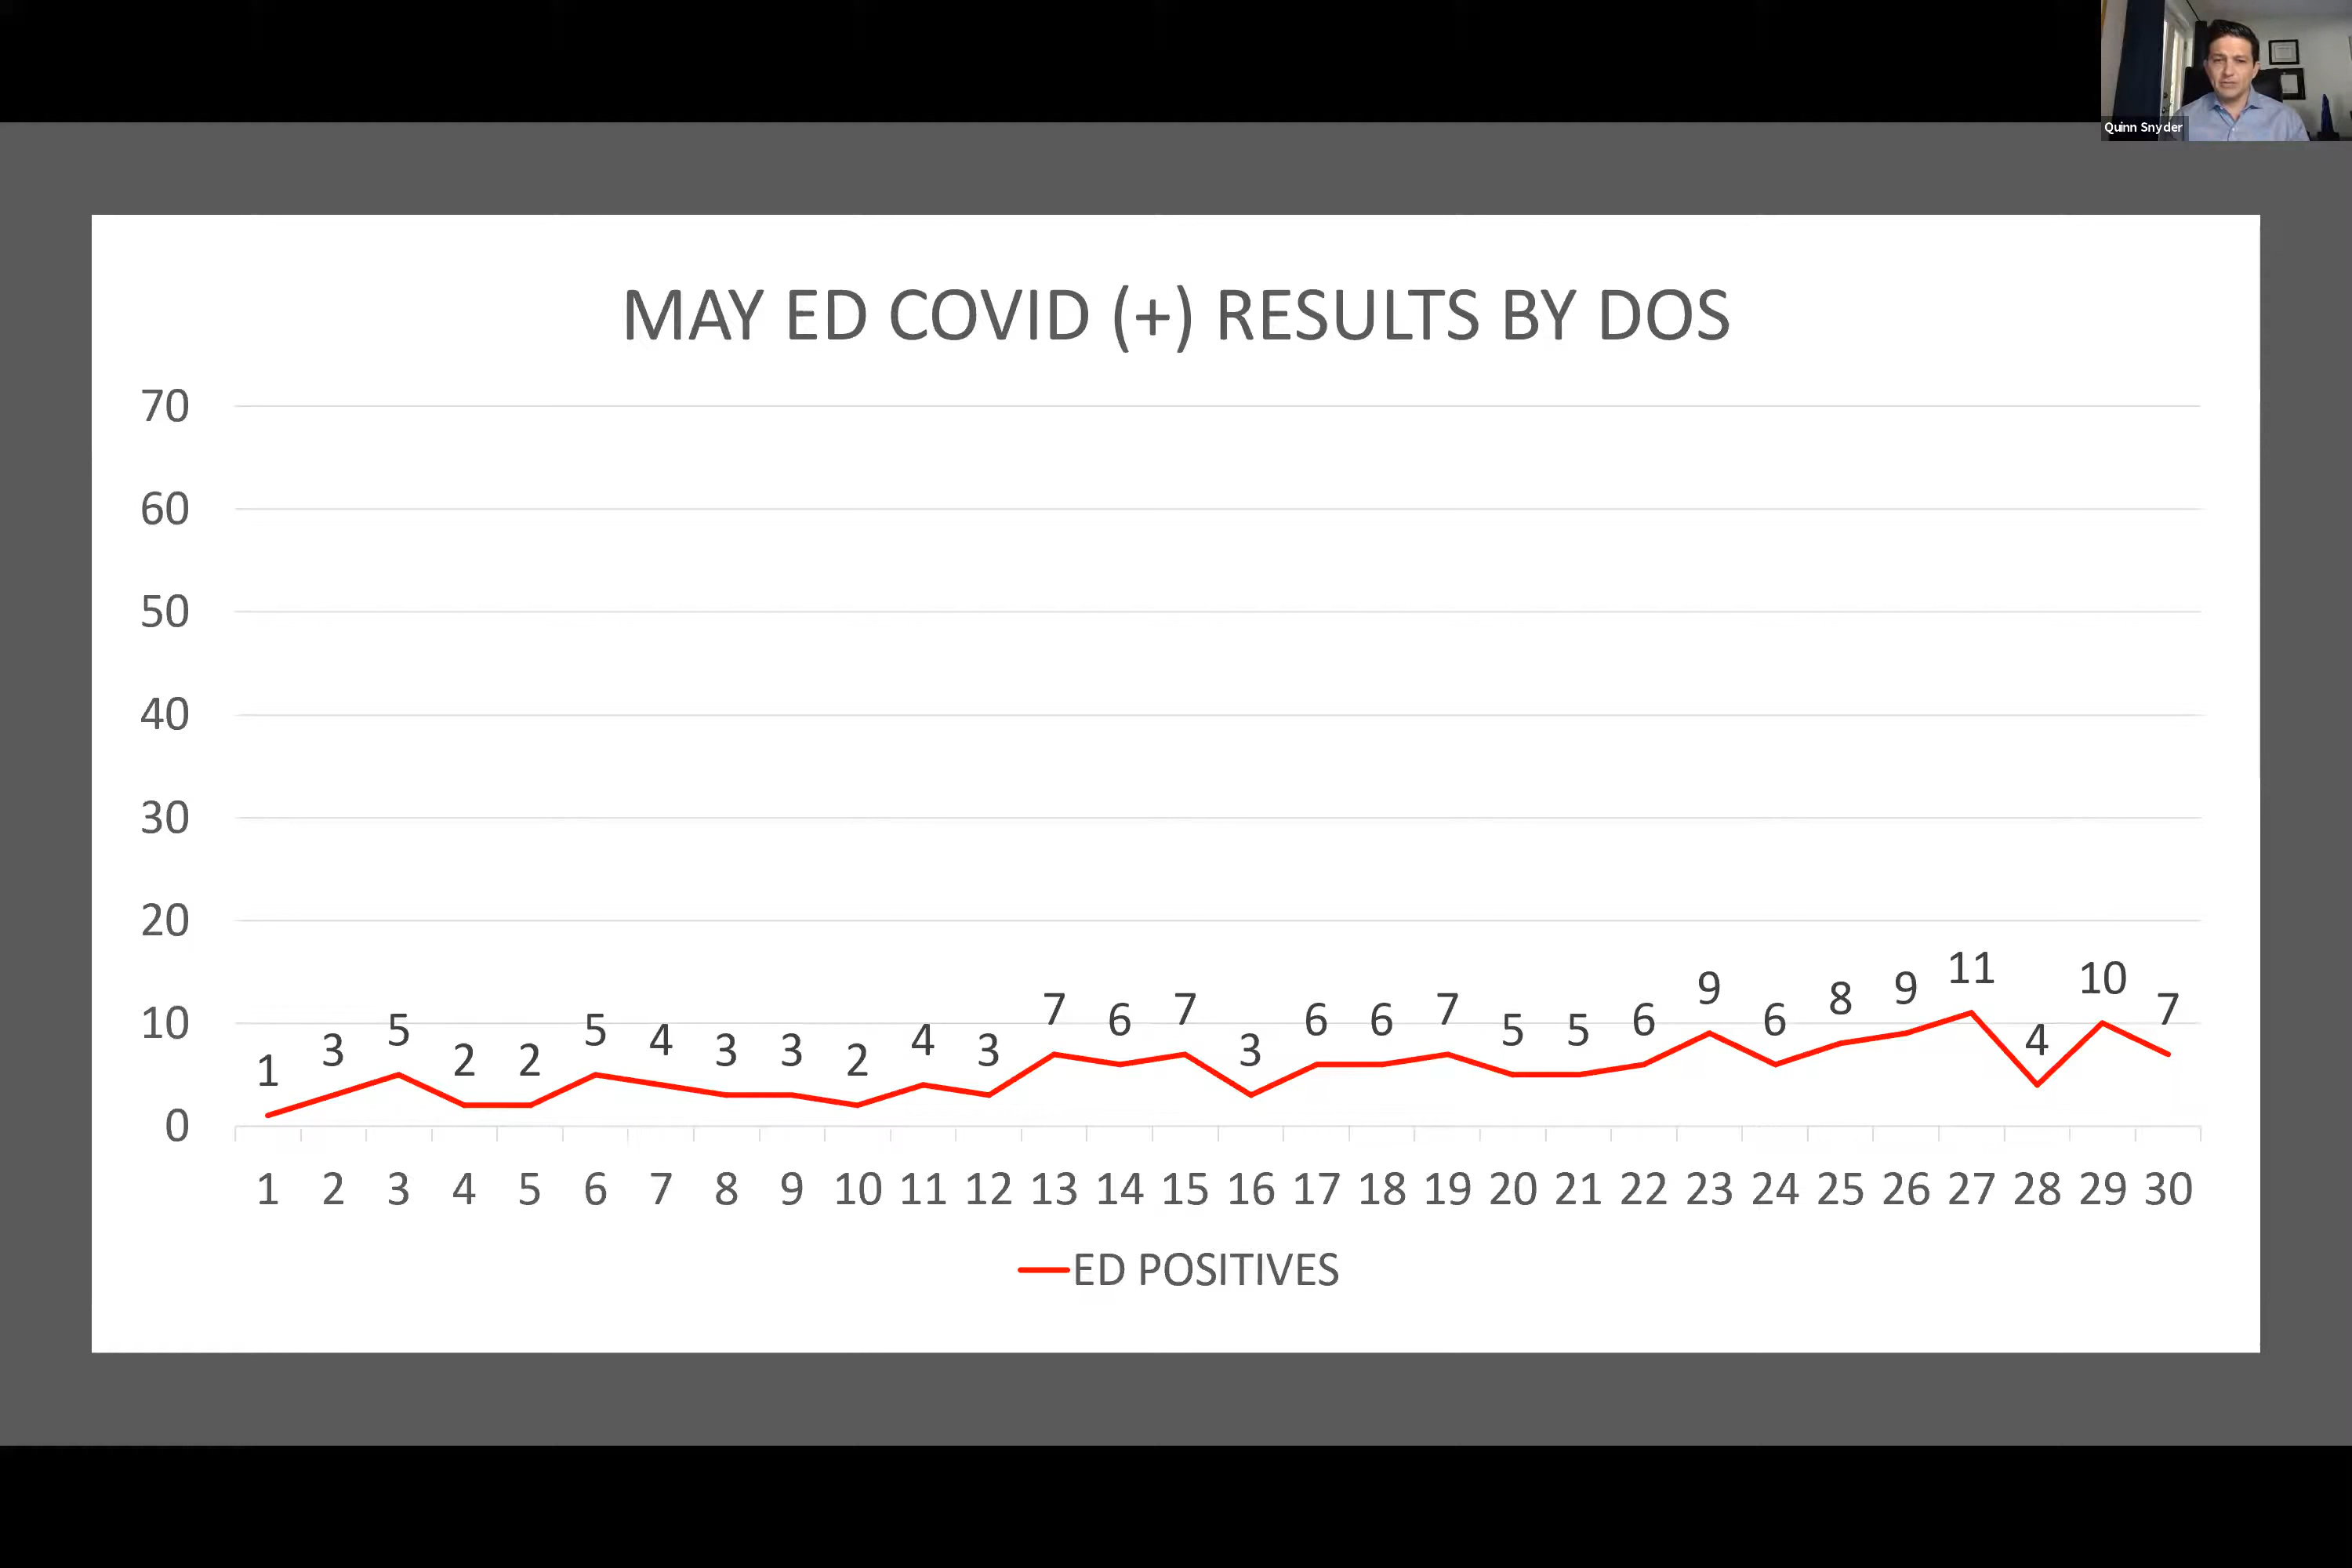 Quinn Snyder
MAY ED COVID (+) RESULTS BY DOS
70
60
50
40
30
20
10
0
1 3 5 2 2 5 4 3 3 2 4 3 7 6 7 3 6 6 7 5 5 6 9 6 8 9 11 4 10 7
1 2 3 4 5 6 7 8 9 10 11 12 13 14 15 16 17 18 19 20 21 22 23 24 25 26 27 28 29 30
ED POSITIVES